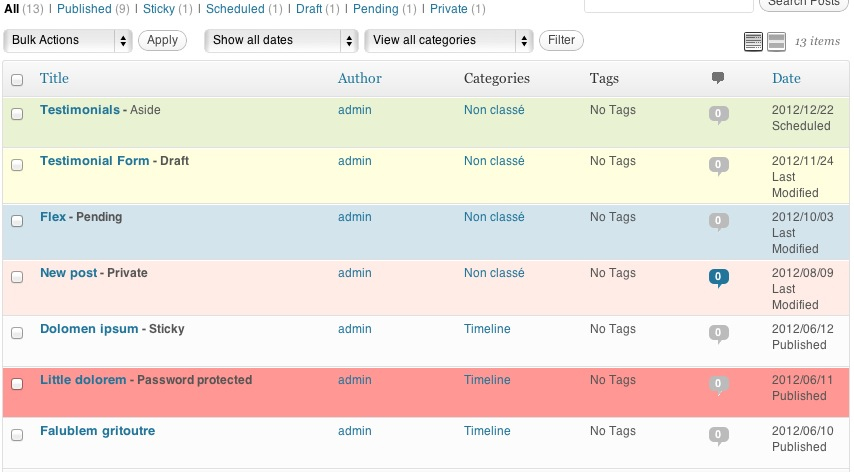 All (13) | Published (9) | Sticky (1) | Scheduled (1) | Draft (1) | Pending (1) | Private (1)
Search Posts
Bulk Actions Apply Show all dates View all categories Filter 13 items
Title Author Categories Tags Date
Testimonials - Aside admin Non classé No Tags 0 2012/12/22
Scheduled
Testimonial Form - Draft admin Non classé No Tags 0 2012/11/24
Last
Modified
Flex - Pending admin Non classé No Tags 0 2012/10/03
Last
Modified
New post - Private admin Non classé No Tags 0 2012/08/09
Last
Modified
Dolomen ipsum - Sticky admin Timeline No Tags 0 2012/06/12
Published
Little dolorem - Password protected admin Timeline No Tags 0 2012/06/11
Published
Falublem gritoutre admin Timeline No Tags 0 2012/06/10
Published